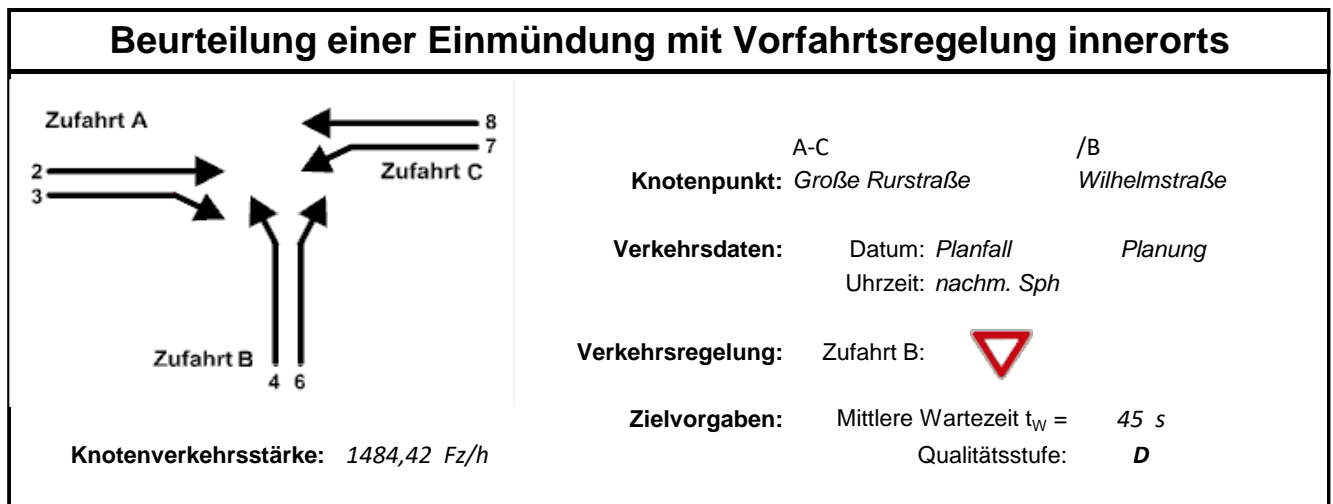 Beurteilung einer Einmündung mit Vorfahrtsregelung innerorts
Zufahrt A
8
7
Zufahrt C
2
3
Zufahrt B
4 6
Knotenverkehrsstärke: 1484,42 Fz/h
A-C /B
Knotenpunkt: Große Rurstraße Wilhelmstraße
Verkehrsdaten: Datum: Planfall Planung
Uhrzeit: nachm. Sph
Verkehrsregelung: Zufahrt B:
Zielvorgaben: Mittlere Wartezeit tW = 45 s
Qualitätsstufe: D